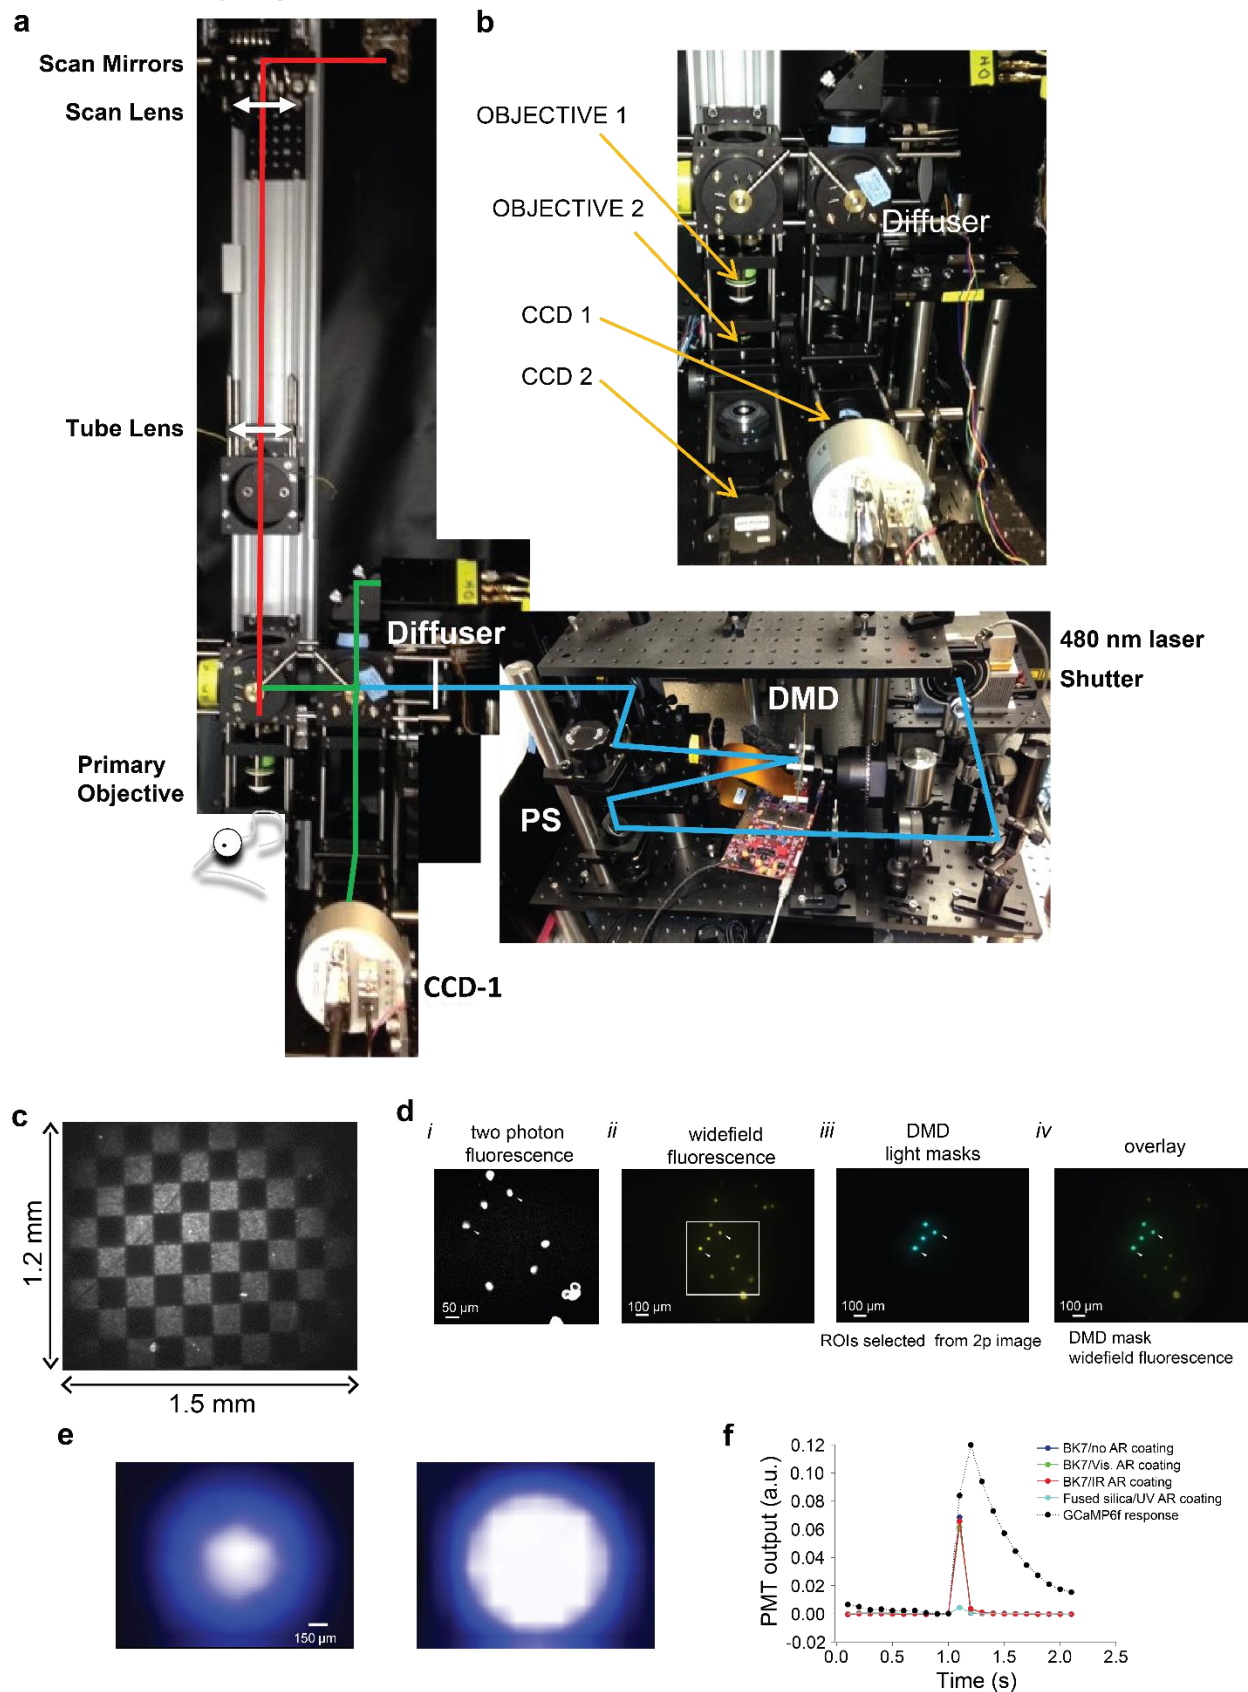 a
Scan Mirrors
Scan Lens
Tube Lens
Diffuser
Primary
Objective
CCD-1
DMD
PS
480 nm laser
Shutter
b
OBJECTIVE 1
OBJECTIVE 2
CCD 1
CCD 2
Diffuser
c
1.2 mm
1.5 mm
d
i
two photon
fluorescence
50 µm
ii
widefield
fluorescence
100 µm
iii
DMD
light masks
100 µm
ROIs selected from 2p image
iv
overlay
100 µm
DMD mask
widefield fluorescence
e
150 µm
f
PMT output (a.u.)
0.12
0.10
0.08
0.06
0.04
0.02
0.00
-0.02
0.0 0.5 1.0 1.5 2.0 2.5
Time (s)
BK7/no AR coating
BK7/Vis. AR coating
BK7/IR AR coating
Fused silica/UV AR coating
GCaMP6f response